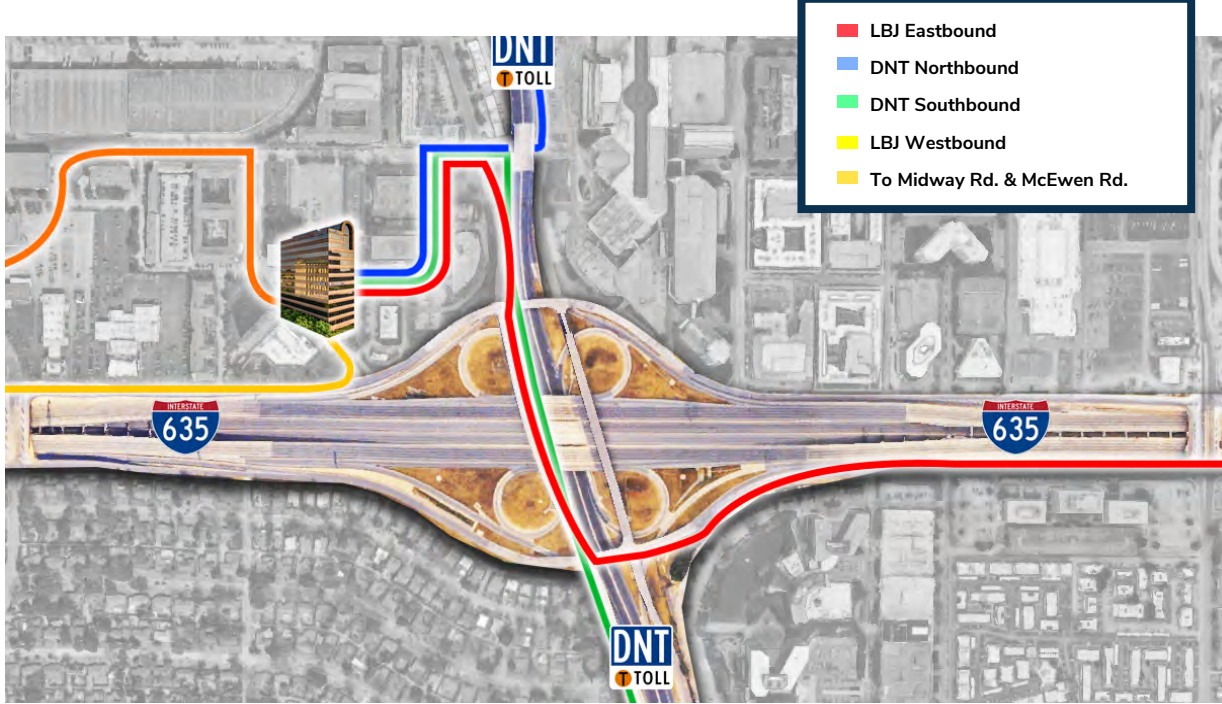 DNT
T TOLL
LBJ Eastbound
DNT Northbound
DNT Southbound
LBJ Westbound
To Midway Rd. & McEwen Rd.
INTERSTATE
635
INTERSTATE
635
DNT
T TOLL